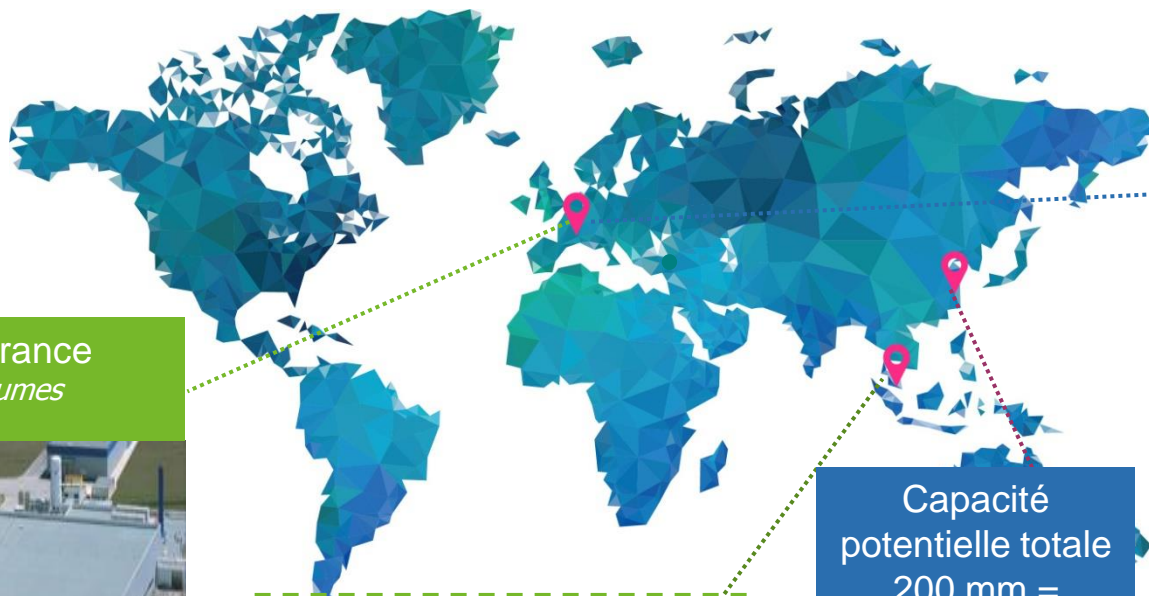 rance
umes
Capacité
potentielle totale
200 mm =